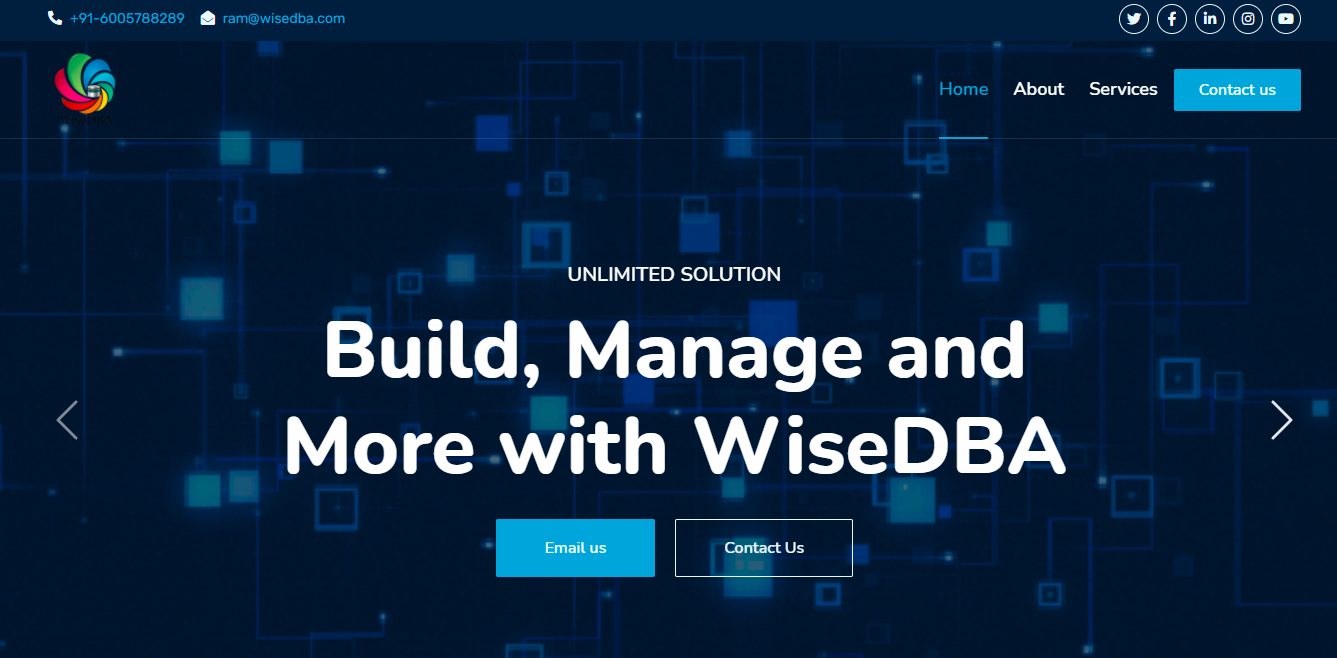 +91-6005788289 ram@wisedba.com
WISEDBA
Home About Services Contact us
UNLIMITED SOLUTION
Build, Manage and
More with WiseDBA
Email us Contact Us